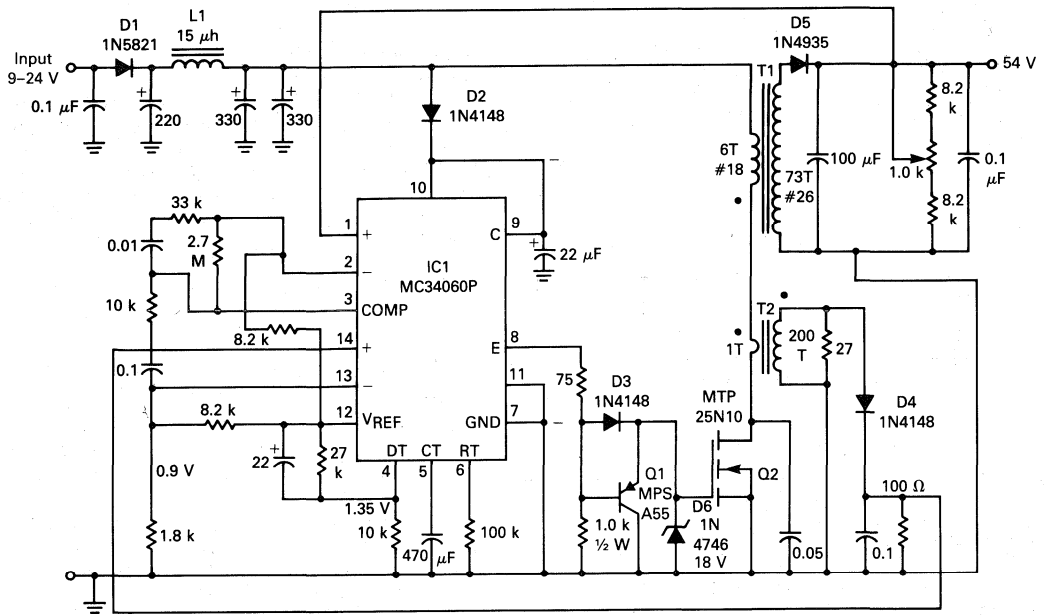 D1
1N5821
L1
15 μh
Input
9–24 V
0.1 μF
+
220
+
330
+
330
D2
1N4148
D5
1N4935
54 V
T1
6T
#18
73T
#26
100 μF
8.2
k
1.0 k
8.2
k
0.1
μF
33 k
0.01
2.7
M
10 k
0.1
8.2 k
8.2 k
0.9 V
+
22
27
k
1.35 V
1.8 k
10 k
470
μF
100 k
10
1
+
2
−
3
COMP
14
+
13
−
12
VREF
IC1
MC34060P
9
C
8
E
11
7
GND
DT
4
CT
5
RT
6
−
+
22 μF
−
75
D3
1N4148
Q1
MPS
A55
1.0 k
½ W
D6
1N
4746
18 V
MTP
25N10
Q2
0.05
T2
1T
200
T
27
D4
1N4148
100 Ω
0.1